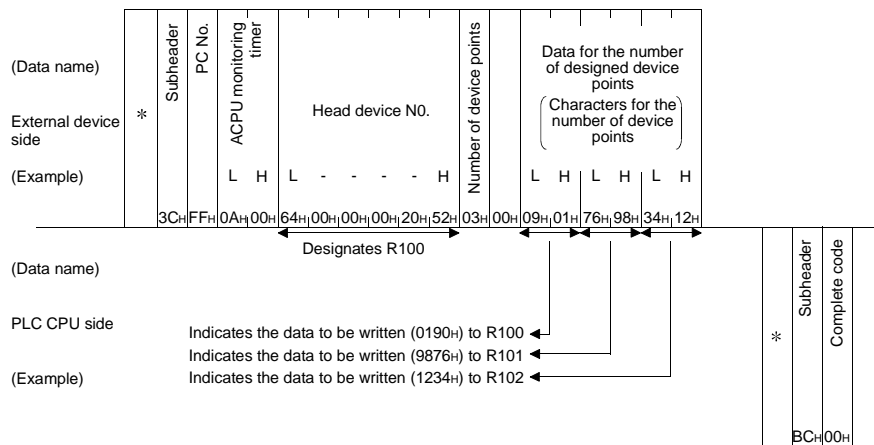 (Data name)
External device
side
(Example)
*
Subheader
PC No.
ACPU monitoring
timer
Head device N0.
Number of device points
Data for the number
of designed device
points
(Characters for the
number of device
points)
L H L - - - - H L H L H L H
3CH FFH 0AH 00H 64H 00H 00H 00H 20H 52H 03H 00H 09H 01H 76H 98H 34H 12H
Designates R100
(Data name)
PLC CPU side
(Example)
Indicates the data to be written (0190H) to R100
Indicates the data to be written (9876H) to R101
Indicates the data to be written (1234H) to R102
*
Subheader
Complete code
BCH 00H